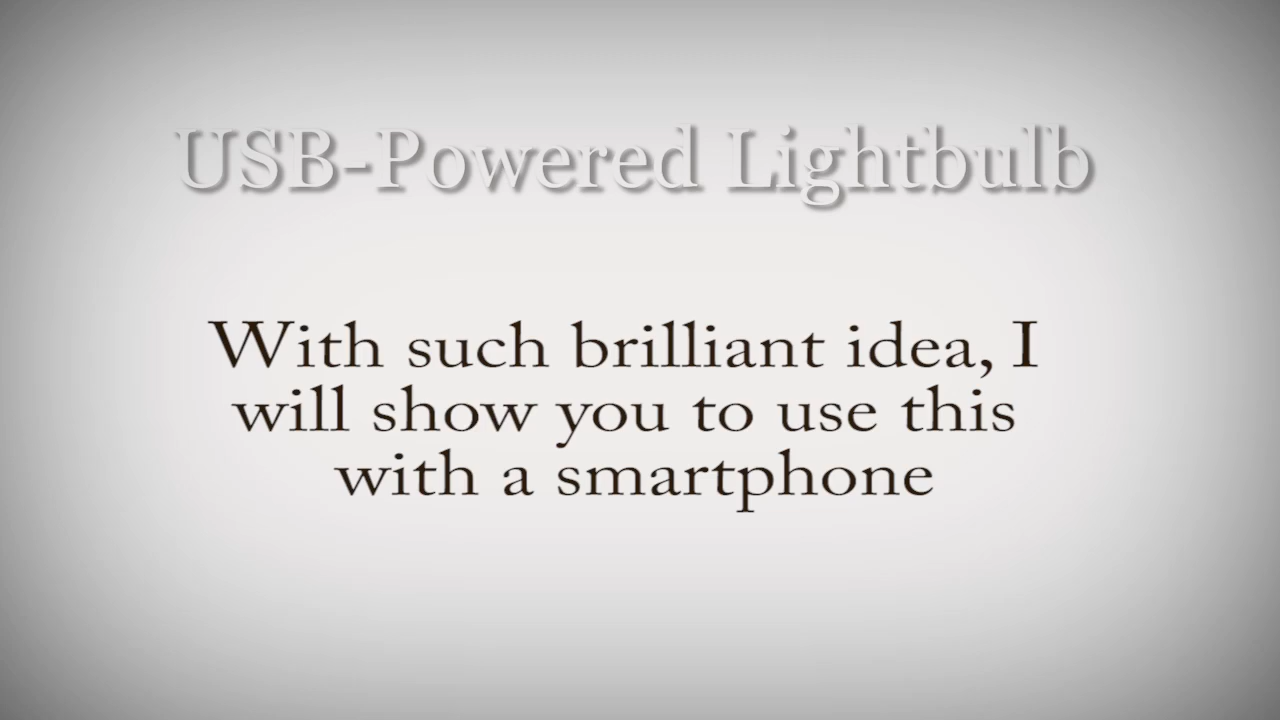 USB-Powered Lightbulb
With such brilliant idea, I
will show you to use this
with a smartphone